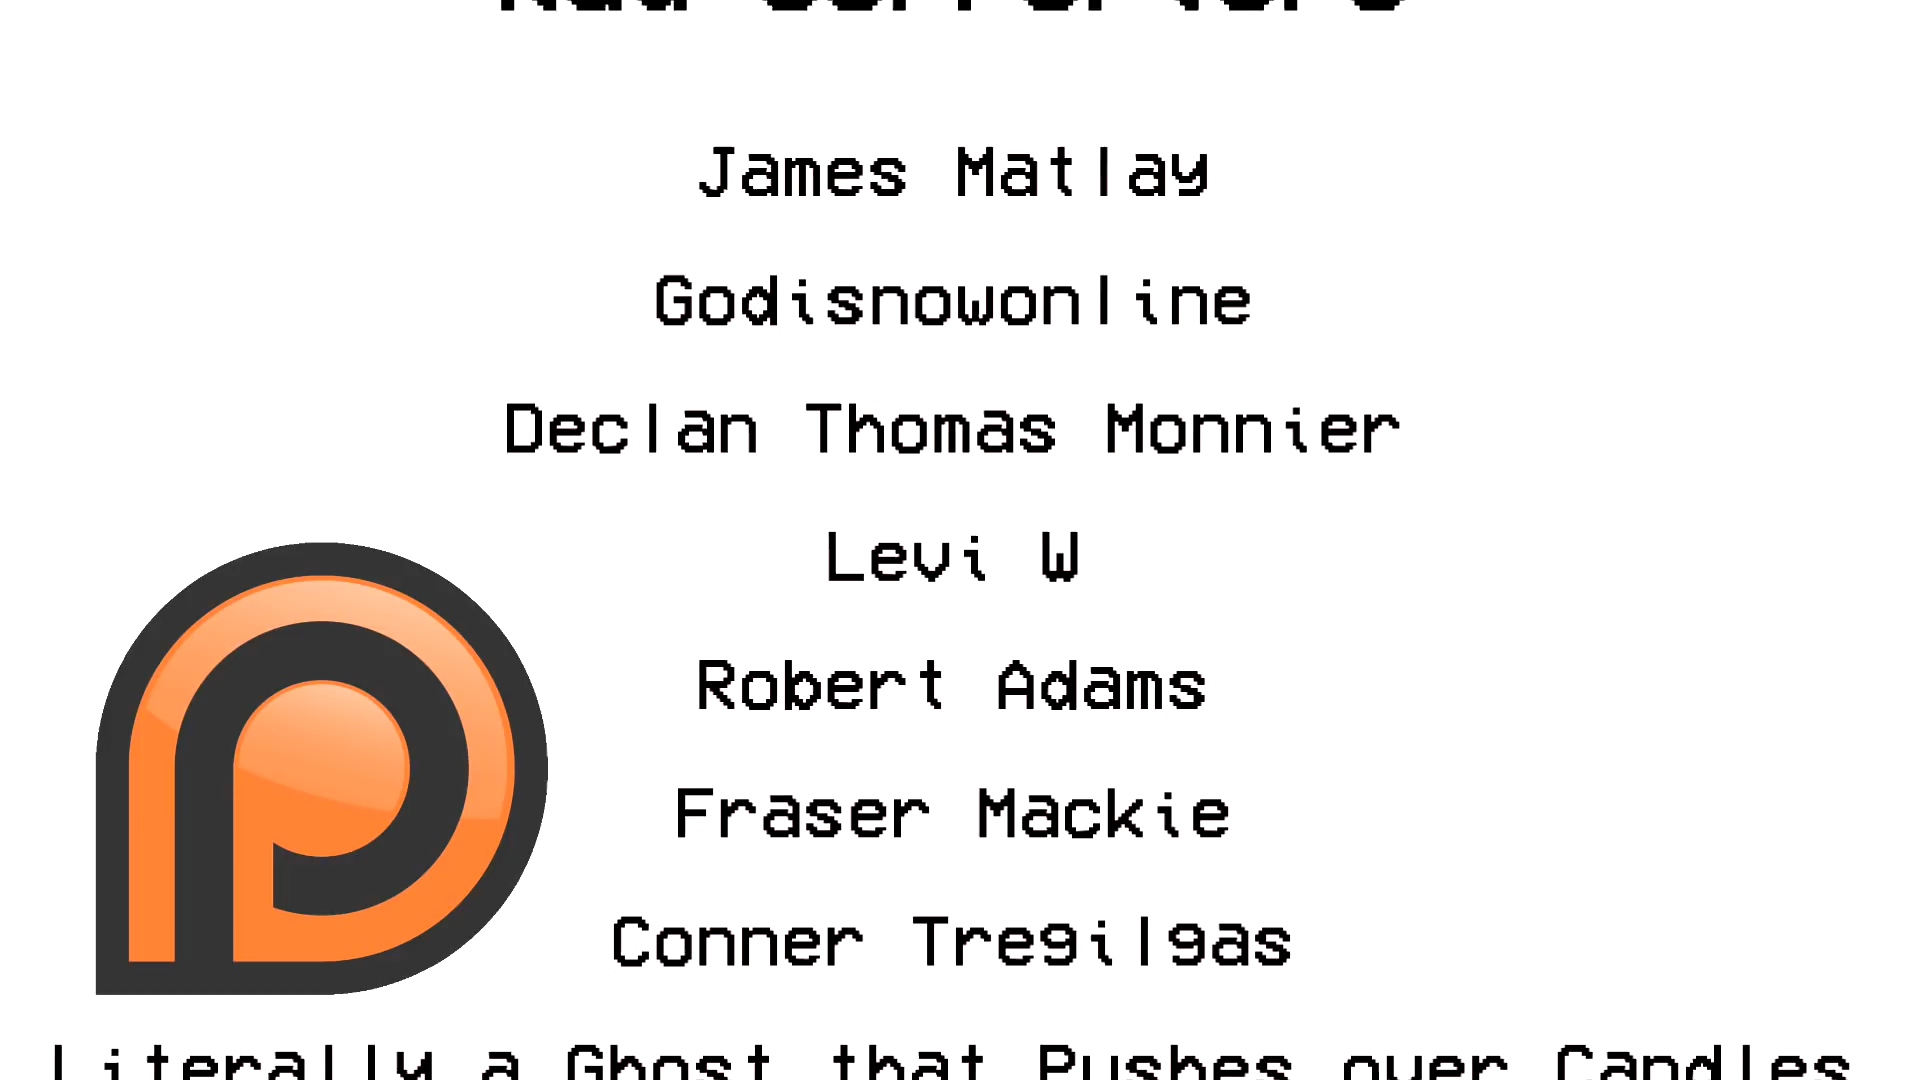 James Matlay
Godisnowonline
Declan Thomas Monnier
Levi W
Robert Adams
Fraser Mackie
Conner Tregilgas
Literally a Ghost that Pushes over Candles